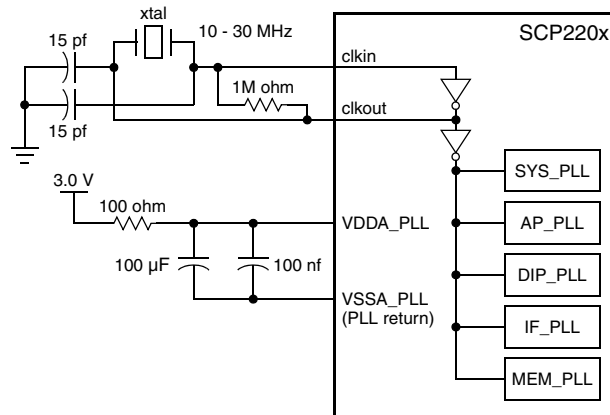 xtal
SCP220x
15 pf
10 - 30 MHz
clkin
1M ohm
clkout
15 pf
3.0 V
100 ohm
SYS_PLL
VDDA_PLL
AP_PLL
100 µF
100 nf
DIP_PLL
VSSA_PLL
(PLL return)
IF_PLL
MEM_PLL